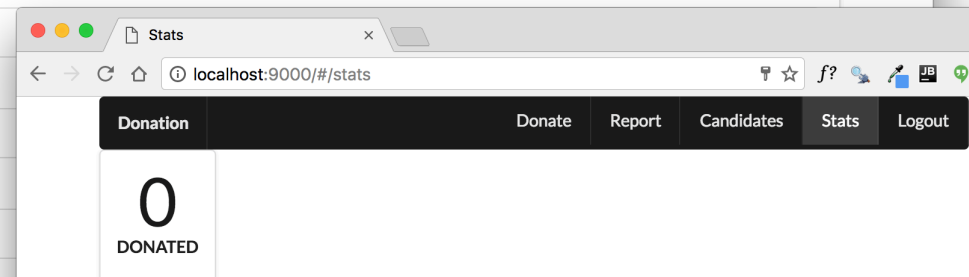 Stats
localhost:9000/#/stats
f?
JB
Donation Donate Report Candidates Stats Logout
0
DONATED